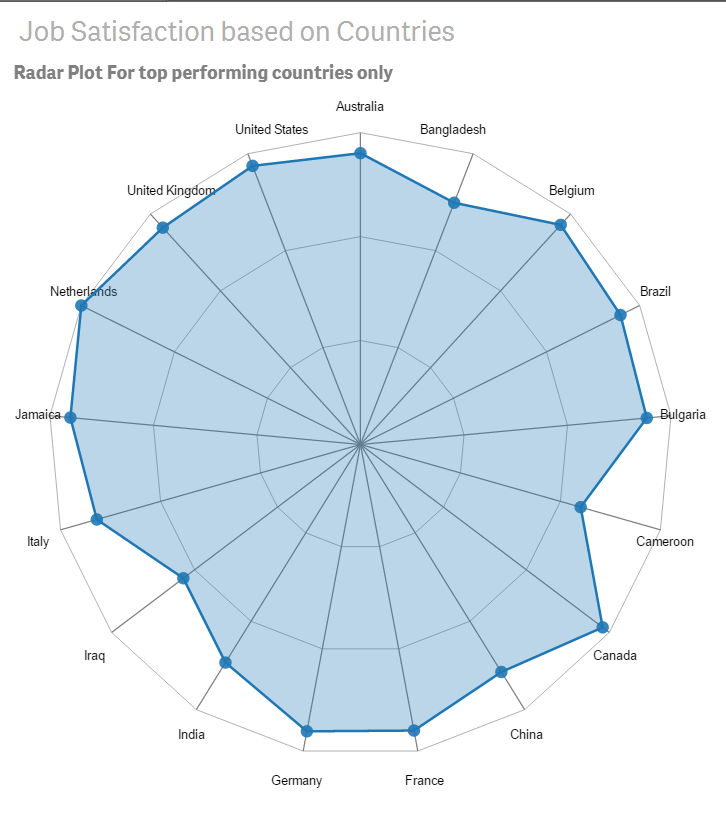 Job Satisfaction based on Countries
Radar Plot For top performing countries only
Australia
United States
Bangladesh
United Kingdom
Belgium
Netherlands
Brazil
Jamaica
Bulgaria
Italy
Cameroon
Iraq
Canada
India
China
Germany
France